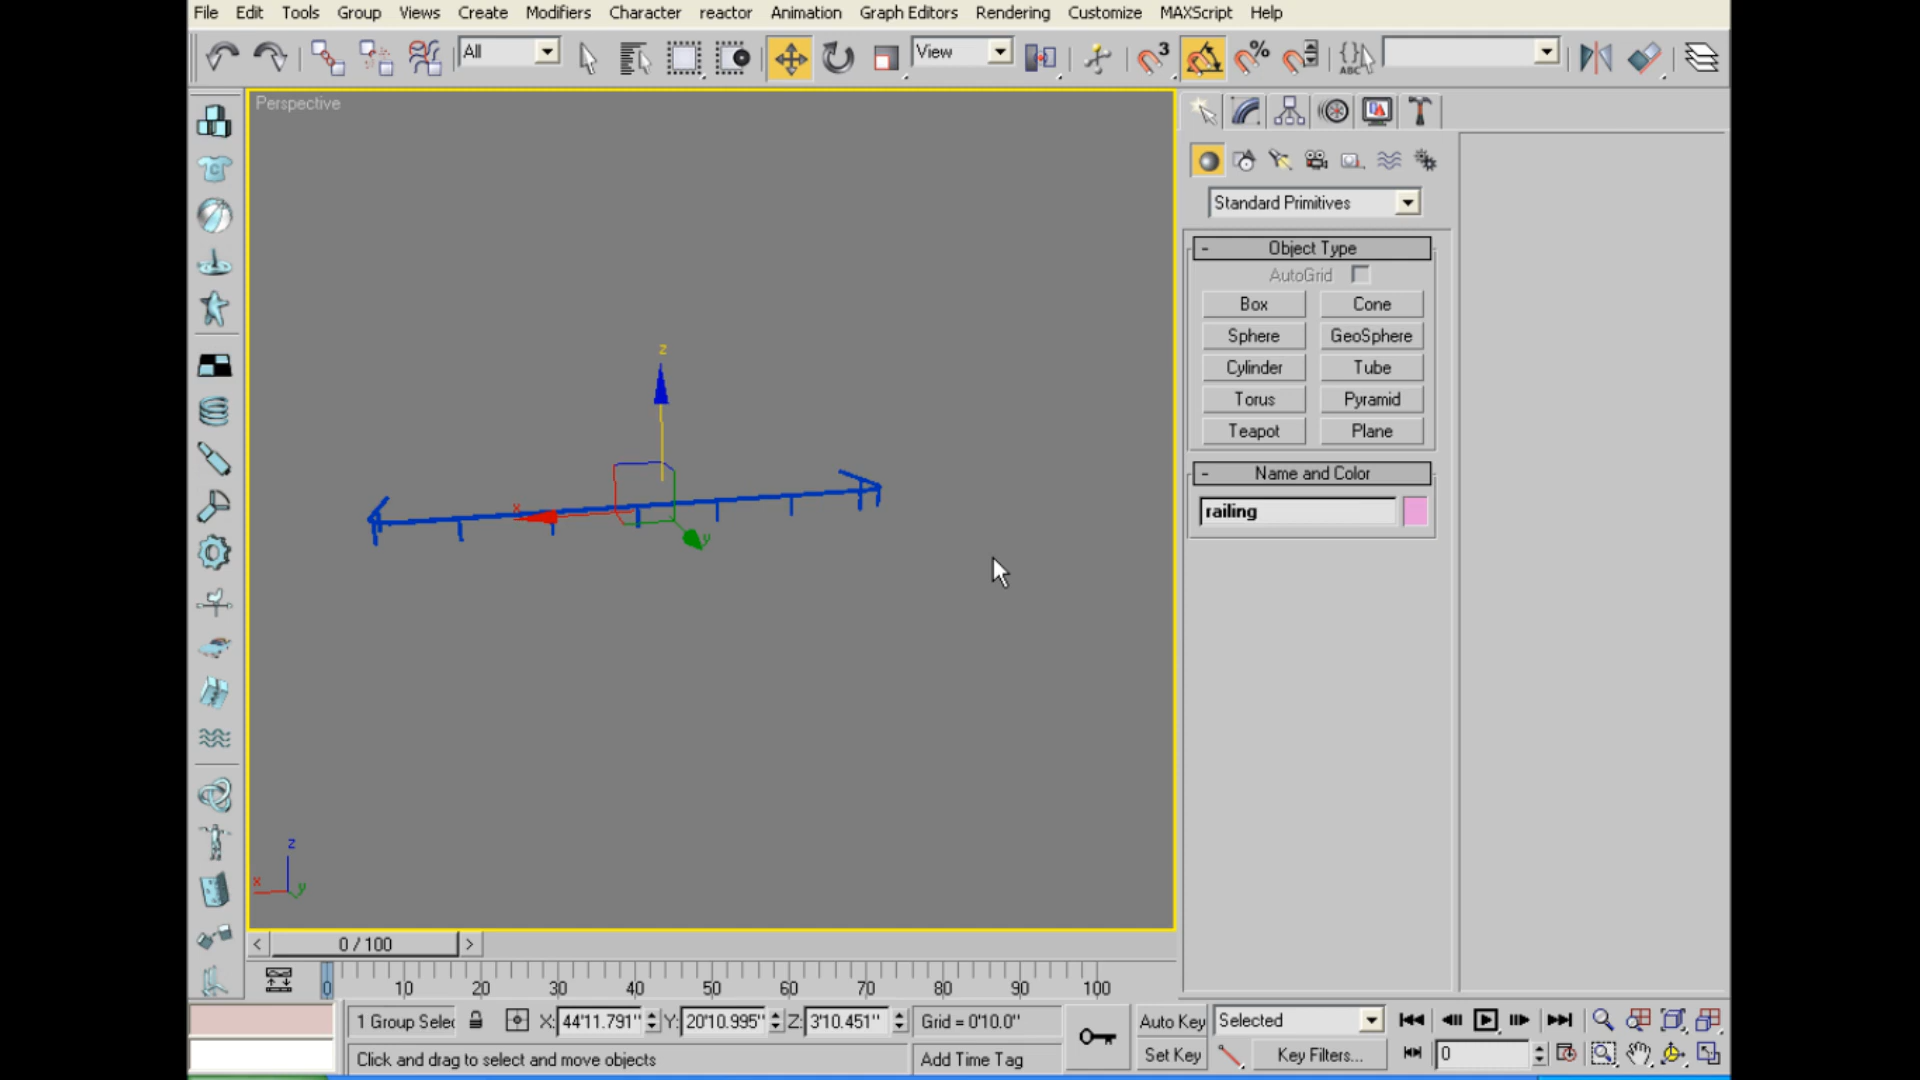 File Edit Tools Group Views Create Modifiers Character reactor Animation Graph Editors Rendering Customize MAXScript Help
All View 3 % ABC
Perspective
Standard Primitives
- Object Type
AutoGrid
Box Cone
Sphere GeoSphere
Cylinder Tube
Torus Pyramid
Teapot Plane
- Name and Color
railing
z
x
y
z
x
y
< 0 / 100 >
0 10 20 30 40 50 60 70 80 90 100
1 Group Selec X: 44'11.791" Y: 20'10.995" Z: 3'10.451" Grid = 0'10.0" Auto Key Selected
Click and drag to select and move objects Add Time Tag Set Key Key Filters... 0